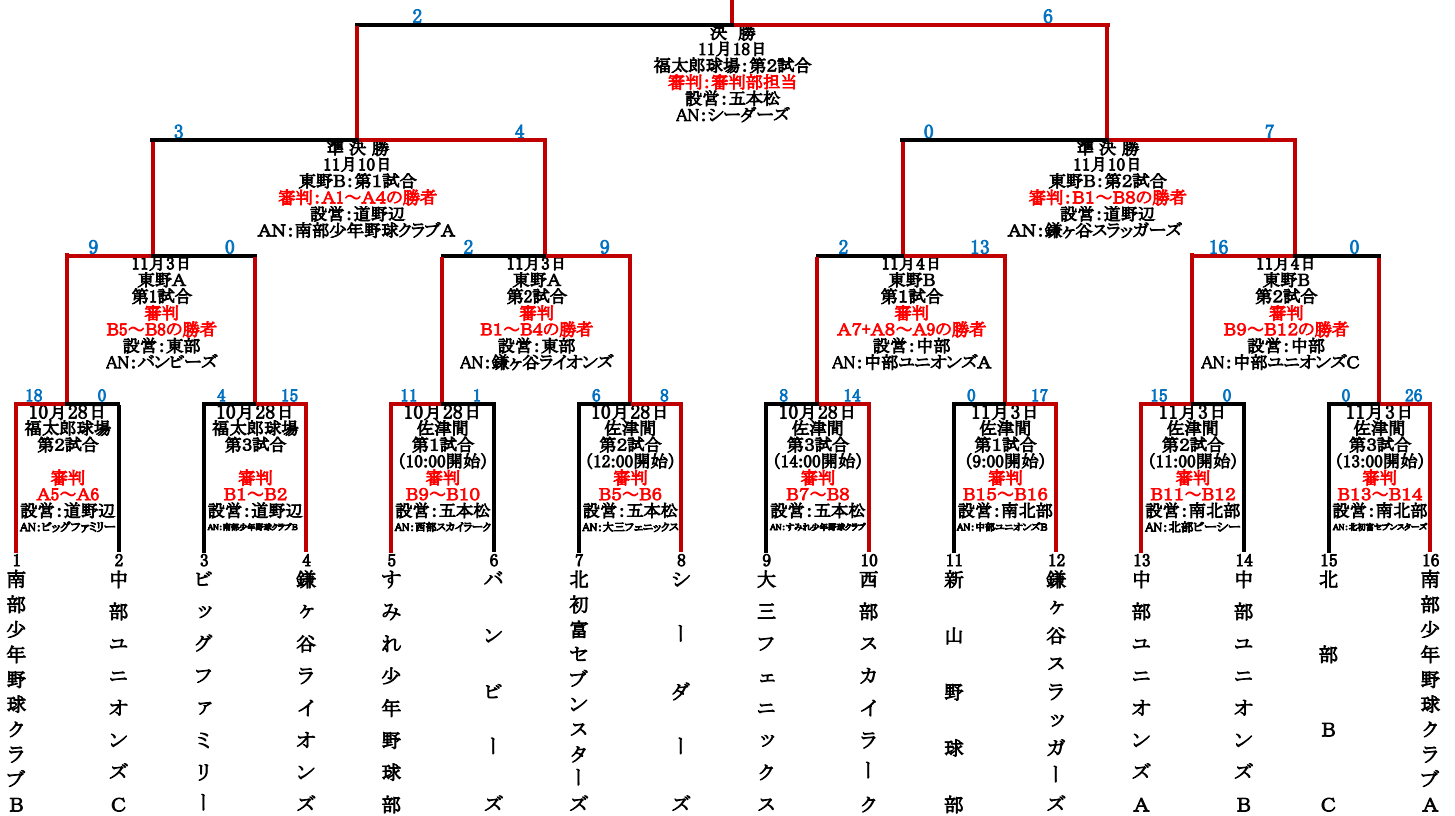 2
6
決 勝
11月18日
福太郎球場:第2試合
審判:審判部担当
設営:五本松
AN:シーダーズ
3
4
準 決 勝
11月10日
東野B:第1試合
審判:A1～A4の勝者
設営:道野辺
AN:南部少年野球クラブA
0
7
準 決 勝
11月10日
東野B:第2試合
審判:B1～B8の勝者
設営:道野辺
AN:鎌ヶ谷スラッガーズ
9
0
11月3日
東野A
第1試合
審判
B5～B8の勝者
設営:東部
AN:バンビーズ
2
9
11月3日
東野A
第2試合
審判
B1～B4の勝者
設営:東部
AN:鎌ヶ谷ライオンズ
2
13
11月4日
東野B
第1試合
審判
A7+A8～A9の勝者
設営:中部
AN:中部ユニオンズA
16
0
11月4日
東野B
第2試合
審判
B9～B12の勝者
設営:中部
AN:中部ユニオンズC
18
0
10月28日
福太郎球場
第2試合
審判
A5～A6
設営:道野辺
AN:ビッグファミリー
4
15
10月28日
福太郎球場
第3試合
審判
B1～B2
設営:道野辺
AN:南部少年野球クラブB
11
1
10月28日
佐津間
第1試合
(10:00開始)
審判
B9～B10
設営:五本松
AN:西部スカイラーク
6
8
10月28日
佐津間
第2試合
(12:00開始)
審判
B5～B6
設営:五本松
AN:大三フェニックス
8
14
10月28日
佐津間
第3試合
(14:00開始)
審判
B7～B8
設営:五本松
AN:すみれ少年野球クラブ
0
17
11月3日
佐津間
第1試合
(9:00開始)
審判
B15～B16
設営:南北部
AN:中部ユニオンズB
15
0
11月3日
佐津間
第2試合
(11:00開始)
審判
B11～B12
設営:南北部
AN:北部ビーシー
0
26
11月3日
佐津間
第3試合
(13:00開始)
審判
B13～B14
設営:南北部
AN:北初富セブンスターズ
1
南部少年野球クラブB
2
中部ユニオンズC
3
ビッグファミリー
4
鎌ヶ谷ライオンズ
5
すみれ少年野球部
6
バンビーズ
7
北初富セブンスターズ
8
シーダーズ
9
大三フェニックス
10
西部スカイラーク
11
新山野球部
12
鎌ヶ谷スラッガーズ
13
中部ユニオンズA
14
中部ユニオンズB
15
北部BC
16
南部少年野球クラブA